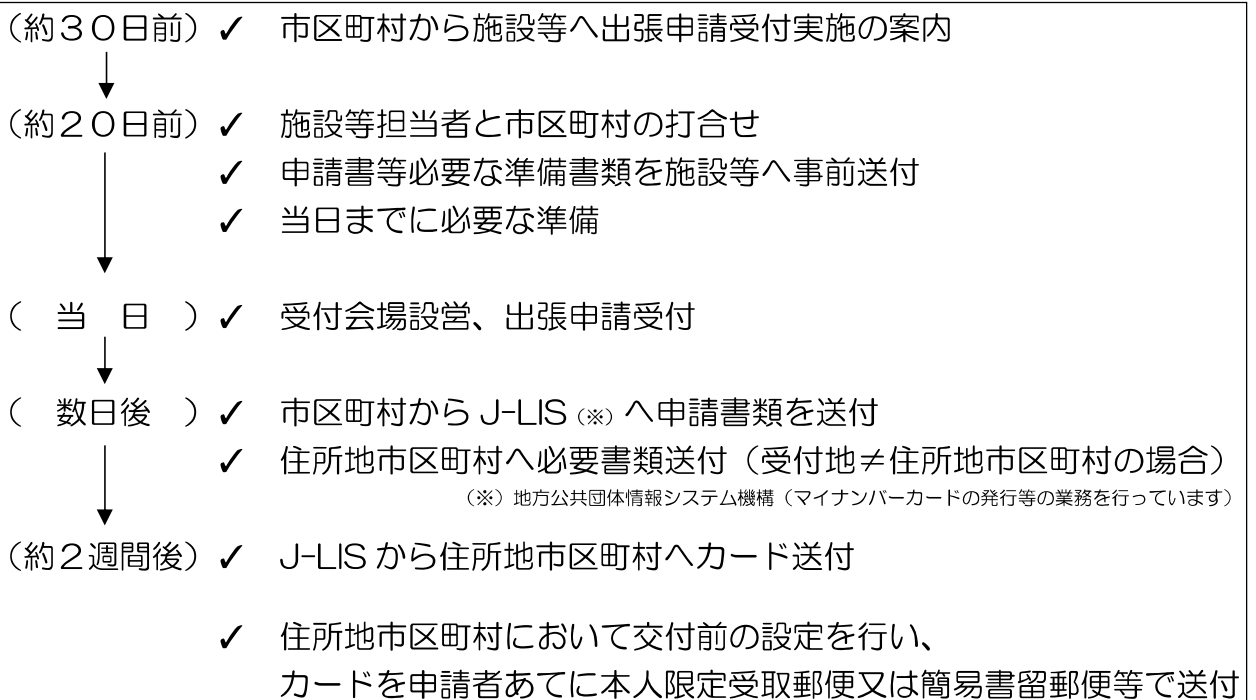 （約３０日前）✓　市区町村から施設等へ出張申請受付実施の案内
（約２０日前）✓　施設等担当者と市区町村の打合せ
✓　申請書等必要な準備書類を施設等へ事前送付
✓　当日までに必要な準備
（　当　日　）✓　受付会場設営、出張申請受付
（　数日後　）✓　市区町村から J-LIS（※）へ申請書類を送付
✓　住所地市区町村へ必要書類送付（受付地≠住所地市区町村の場合）
（※）地方公共団体情報システム機構（マイナンバーカードの発行等の業務を行っています）
（約２週間後）✓　J-LIS から住所地市区町村へカード送付
✓　住所地市区町村において交付前の設定を行い、
カードを申請者あてに本人限定受取郵便又は簡易書留郵便等で送付